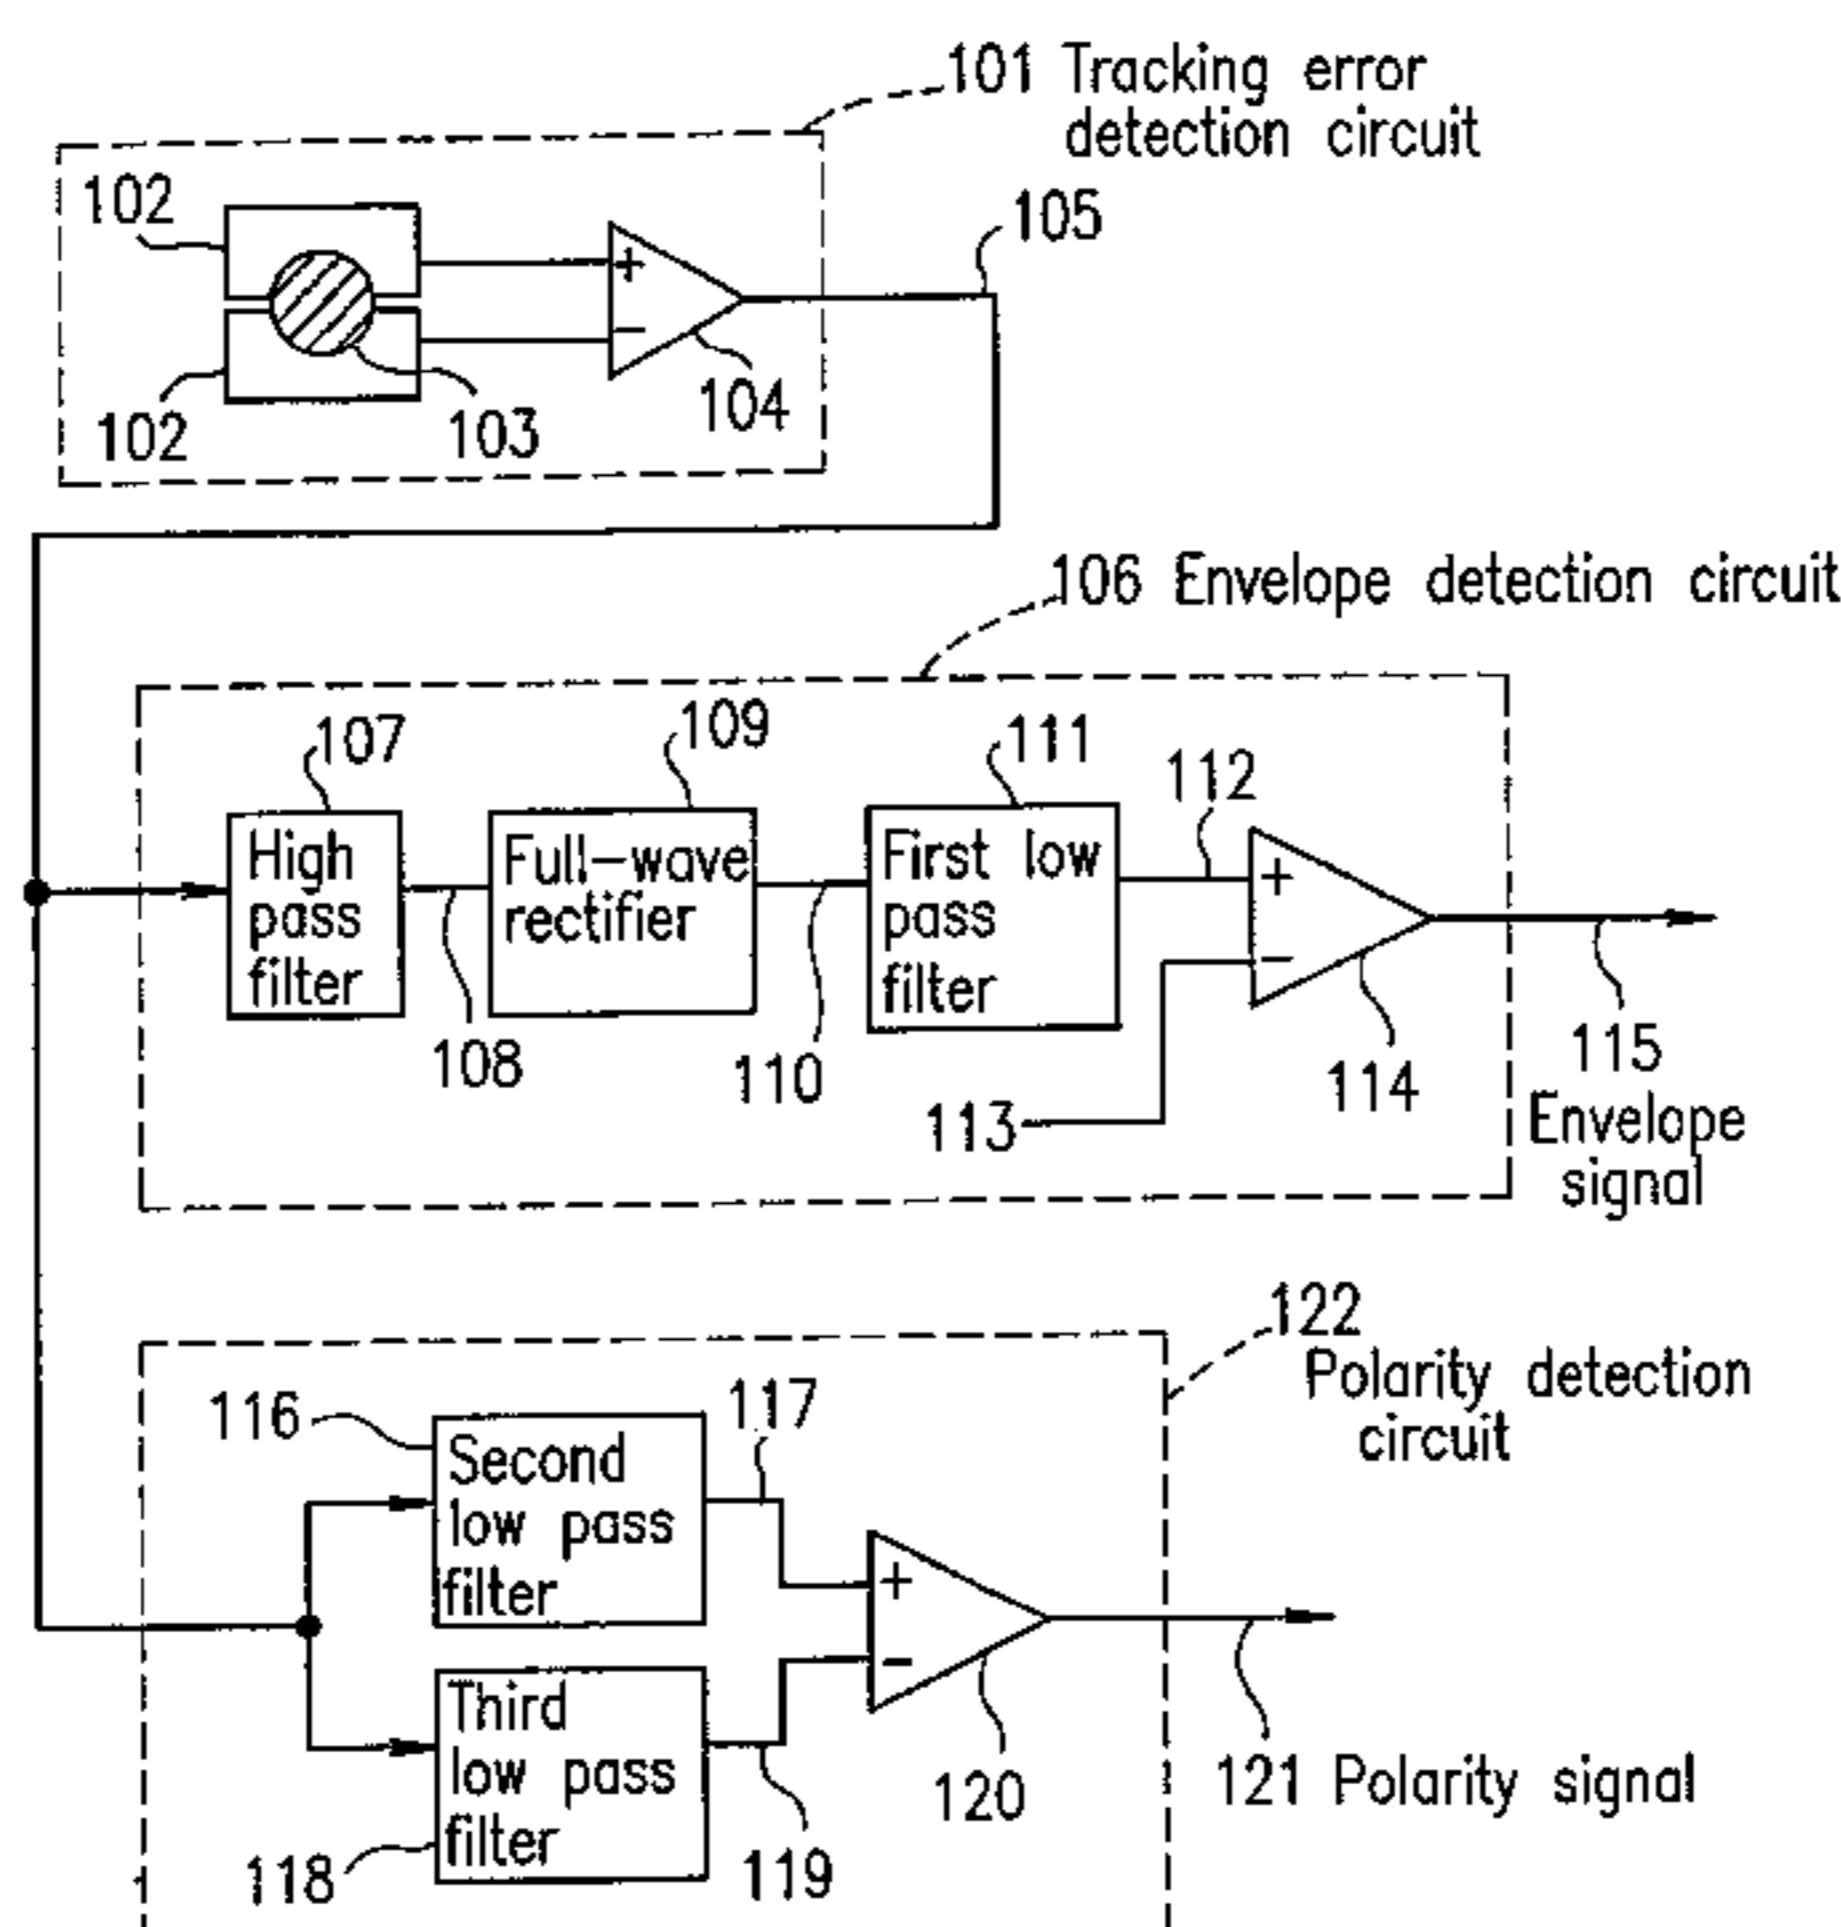 101 Tracking error
detection circuit
102
105
+
−
102
103
104
106 Envelope detection circuit
107
109
111
112
High
pass
filter
Full-wave
rectifier
First low
pass
filter
+
−
108
110
113
114
115
Envelope
signal
122
Polarity detection
circuit
116
117
Second
low pass
filter
+
−
Third
low pass
filter
118
119
120
121 Polarity signal